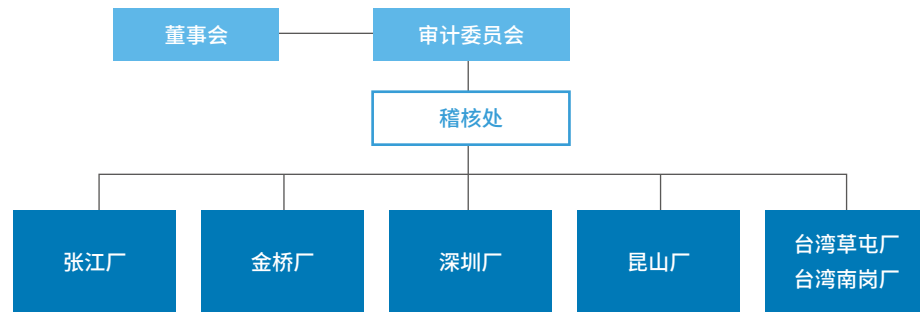 董事会
审计委员会
稽核处
张江厂
金桥厂
深圳厂
昆山厂
台湾草屯厂
台湾南岗厂